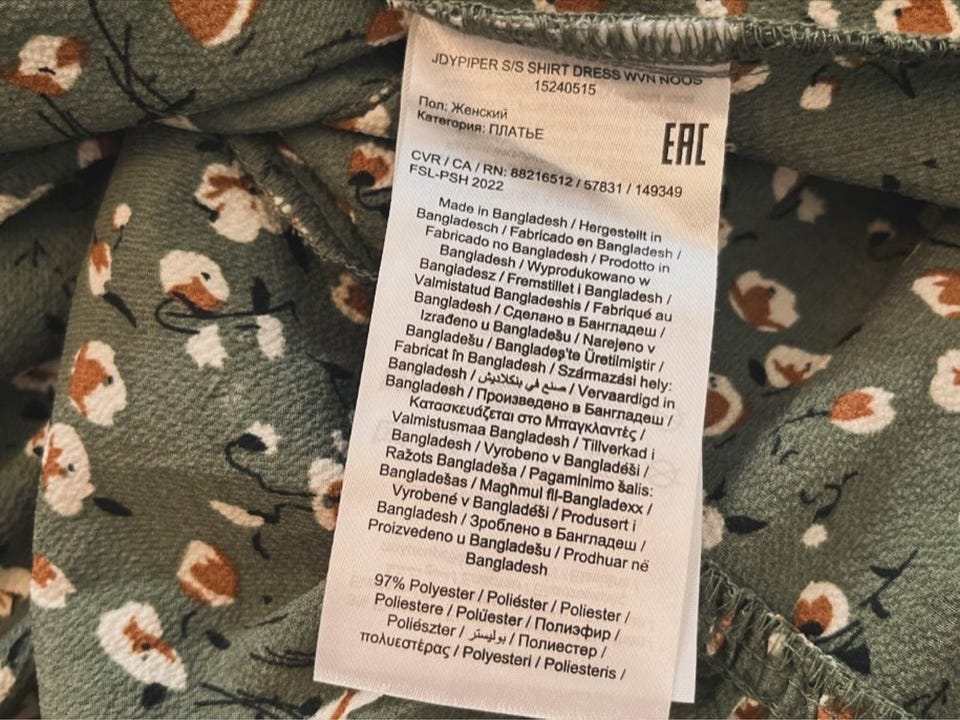 JDYPIPER S/S SHIRT DRESS WVN NOOS
15240515
Пол: Женский
Категория: ПЛАТЬЕ
EAC
CVR / CA / RN: 88216512 / 57831 / 149349
FSL-PSH 2022
Made in Bangladesh / Hergestellt in
Bangladesch / Fabricado en Bangladesh /
Fabricado no Bangladesh / Prodotto in
Bangladesh / Wyprodukowano w
Bangladesz / Fremstillet i Bangladesh /
Valmistatud Bangladeshis / Fabriqué au
Bangladesh / Сделано в Бангладеш /
Izrađeno u Bangladešu / Narejeno v
Bangladešu / Bangladeş'te Üretilmiştir /
Fabricat în Bangladesh / Származási hely:
Bangladesh / صنع في بنكلاديش / Vervaardigd in
Bangladesh / Произведено в Бангладеш /
Κατασκευάζεται στο Μπαγκλαντές /
Valmistusmaa Bangladesh / Tillverkad i
Bangladesh / Vyrobeno v Bangladéši /
Ražots Bangladeša / Pagaminimo šalis:
Bangladešas / Magħmul fil-Bangladexx /
Vyrobené v Bangladéši / Produsert i
Bangladesh / Зроблено в Бангладеш /
Proizvedeno u Bangladešu / Prodhuar në
Bangladesh
97% Polyester / Poliéster / Poliester /
Poliestere / Polüester / Полиэфир /
Poliészter / بوليستر / Полиестер /
πολυεστέρας / Polyesteri / Poliesteris /